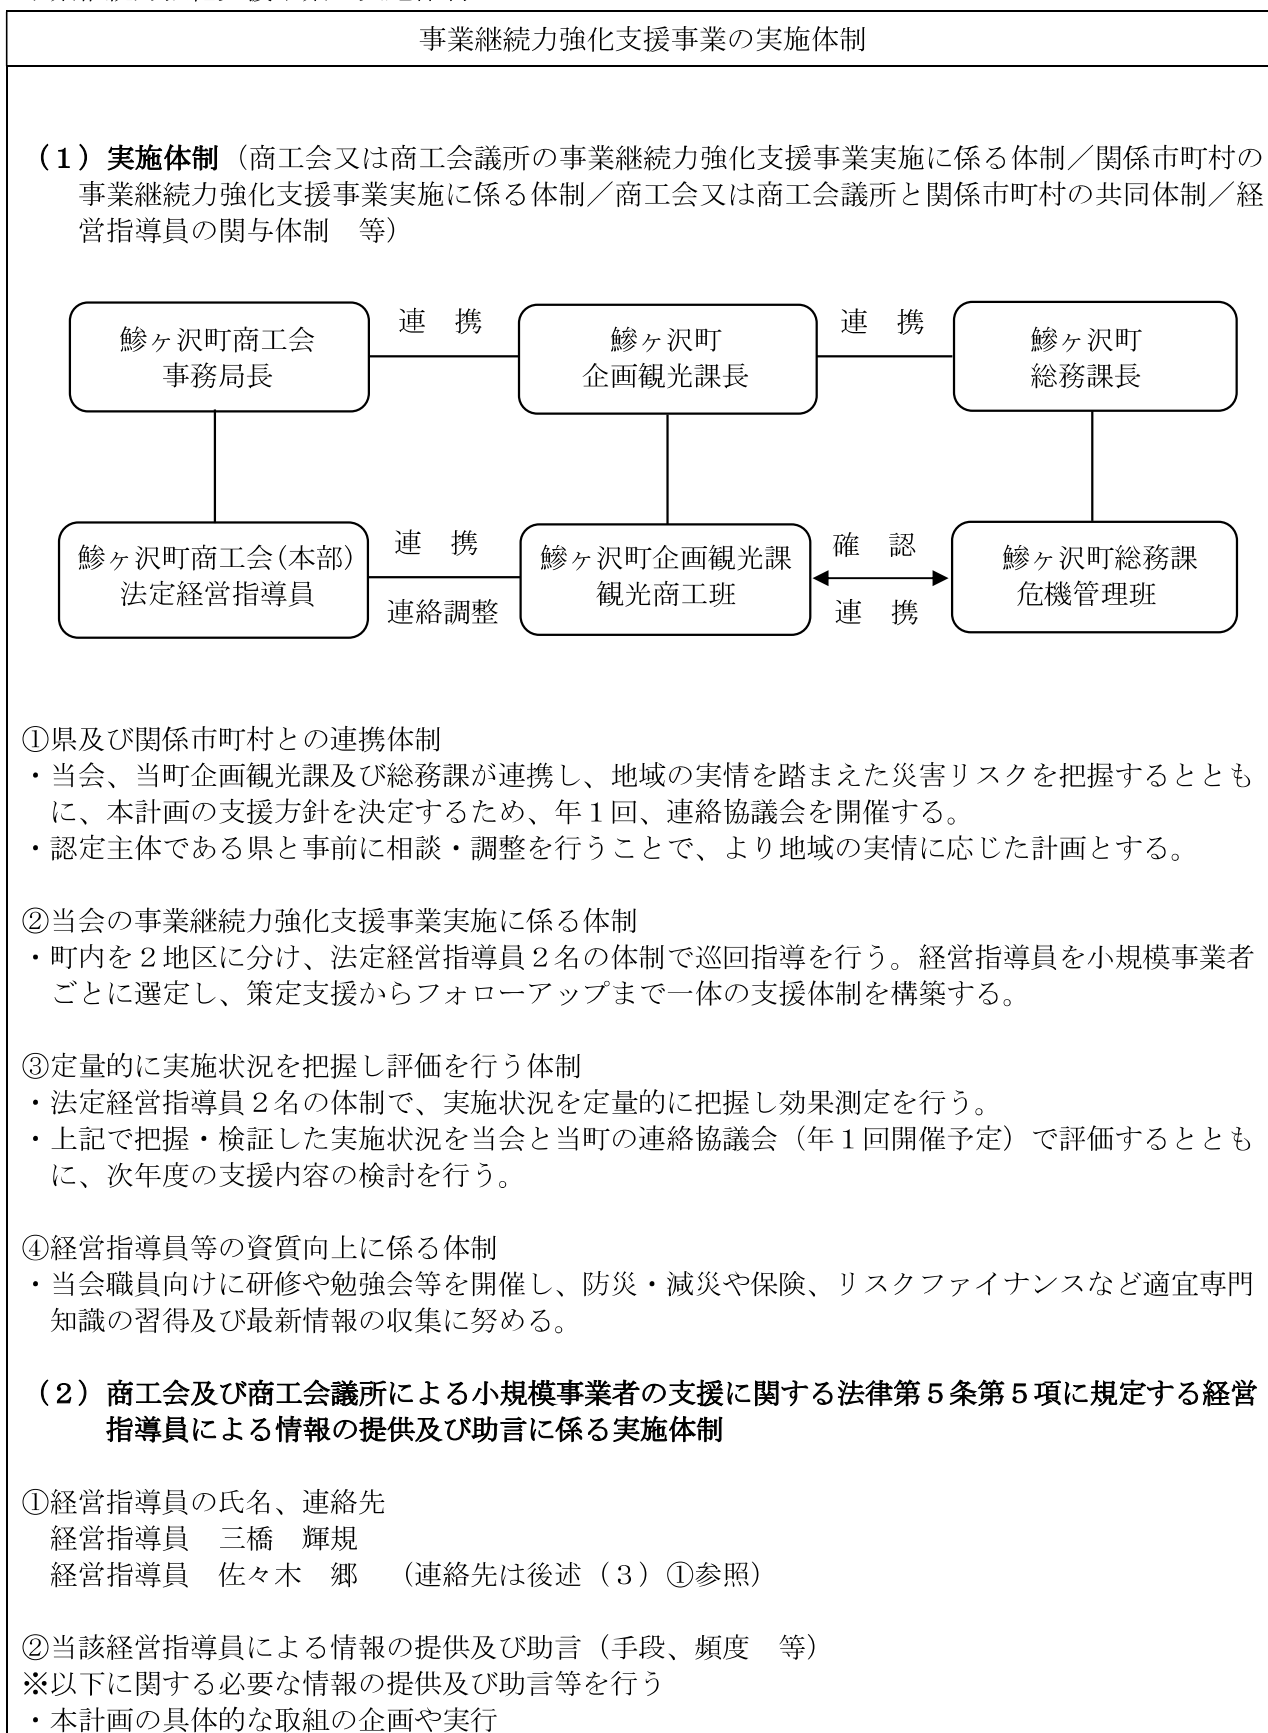 事業継続力強化支援事業の実施体制
（１）実施体制（商工会又は商工会議所の事業継続力強化支援事業実施に係る体制／関係市町村の
事業継続力強化支援事業実施に係る体制／商工会又は商工会議所と関係市町村の共同体制／経
営指導員の関与体制　等）
鰺ヶ沢町商工会
事務局長
連　携
鰺ヶ沢町
企画観光課長
連　携
鰺ヶ沢町
総務課長
鰺ヶ沢町商工会(本部)
法定経営指導員
連　携
連絡調整
鰺ヶ沢町企画観光課
観光商工班
確　認
連　携
鰺ヶ沢町総務課
危機管理班
①県及び関係市町村との連携体制
・当会、当町企画観光課及び総務課が連携し、地域の実情を踏まえた災害リスクを把握するととも
に、本計画の支援方針を決定するため、年１回、連絡協議会を開催する。
・認定主体である県と事前に相談・調整を行うことで、より地域の実情に応じた計画とする。
②当会の事業継続力強化支援事業実施に係る体制
・町内を２地区に分け、法定経営指導員２名の体制で巡回指導を行う。経営指導員を小規模事業者
ごとに選定し、策定支援からフォローアップまで一体の支援体制を構築する。
③定量的に実施状況を把握し評価を行う体制
・法定経営指導員２名の体制で、実施状況を定量的に把握し効果測定を行う。
・上記で把握・検証した実施状況を当会と当町の連絡協議会（年１回開催予定）で評価するととも
に、次年度の支援内容の検討を行う。
④経営指導員等の資質向上に係る体制
・当会職員向けに研修や勉強会等を開催し、防災・減災や保険、リスクファイナンスなど適宜専門
知識の習得及び最新情報の収集に努める。
（２）商工会及び商工会議所による小規模事業者の支援に関する法律第５条第５項に規定する経営
指導員による情報の提供及び助言に係る実施体制
①経営指導員の氏名、連絡先
経営指導員　三橋　輝規
経営指導員　佐々木　郷　（連絡先は後述（３）①参照）
②当該経営指導員による情報の提供及び助言（手段、頻度　等）
※以下に関する必要な情報の提供及び助言等を行う
・本計画の具体的な取組の企画や実行